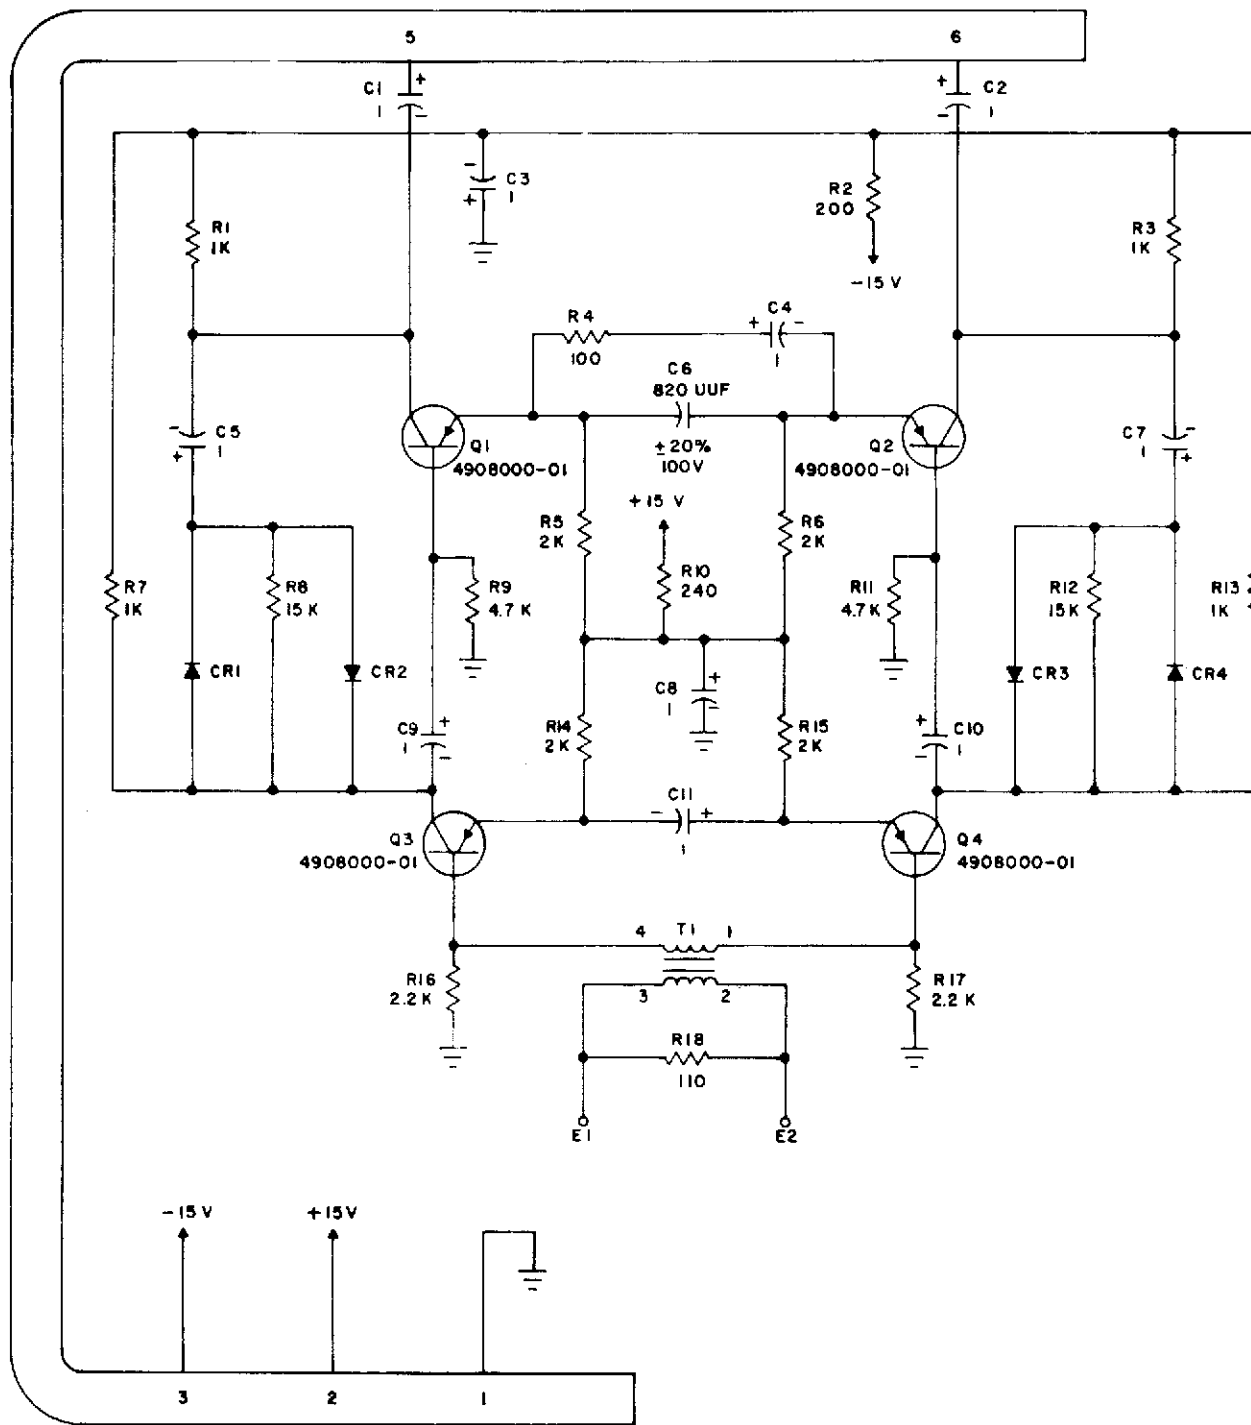 5
6
C1
1
+
-
+
-
C2
1
-
+
C3
1
R1
1K
R2
200
-15 V
R3
1K
R4
100
+
-
C4
1
C6
820 UUF
±20%
100V
-
+
C5
1
Q1
4908000-01
Q2
4908000-01
C7
1
-
+
+15 V
R5
2K
R6
2K
R7
1K
R8
15 K
R9
4.7 K
R10
240
R11
4.7 K
R12
15K
R13
1K
CR1
CR2
C8
1
+
-
CR3
CR4
C9
1
+
-
R14
2K
R15
2K
+
-
C10
1
-
C11
+
1
Q3
4908000-01
Q4
4908000-01
4
T1
1
3
2
R16
2.2 K
R17
2.2 K
R18
110
E1
E2
-15 V
+15V
3
2
1